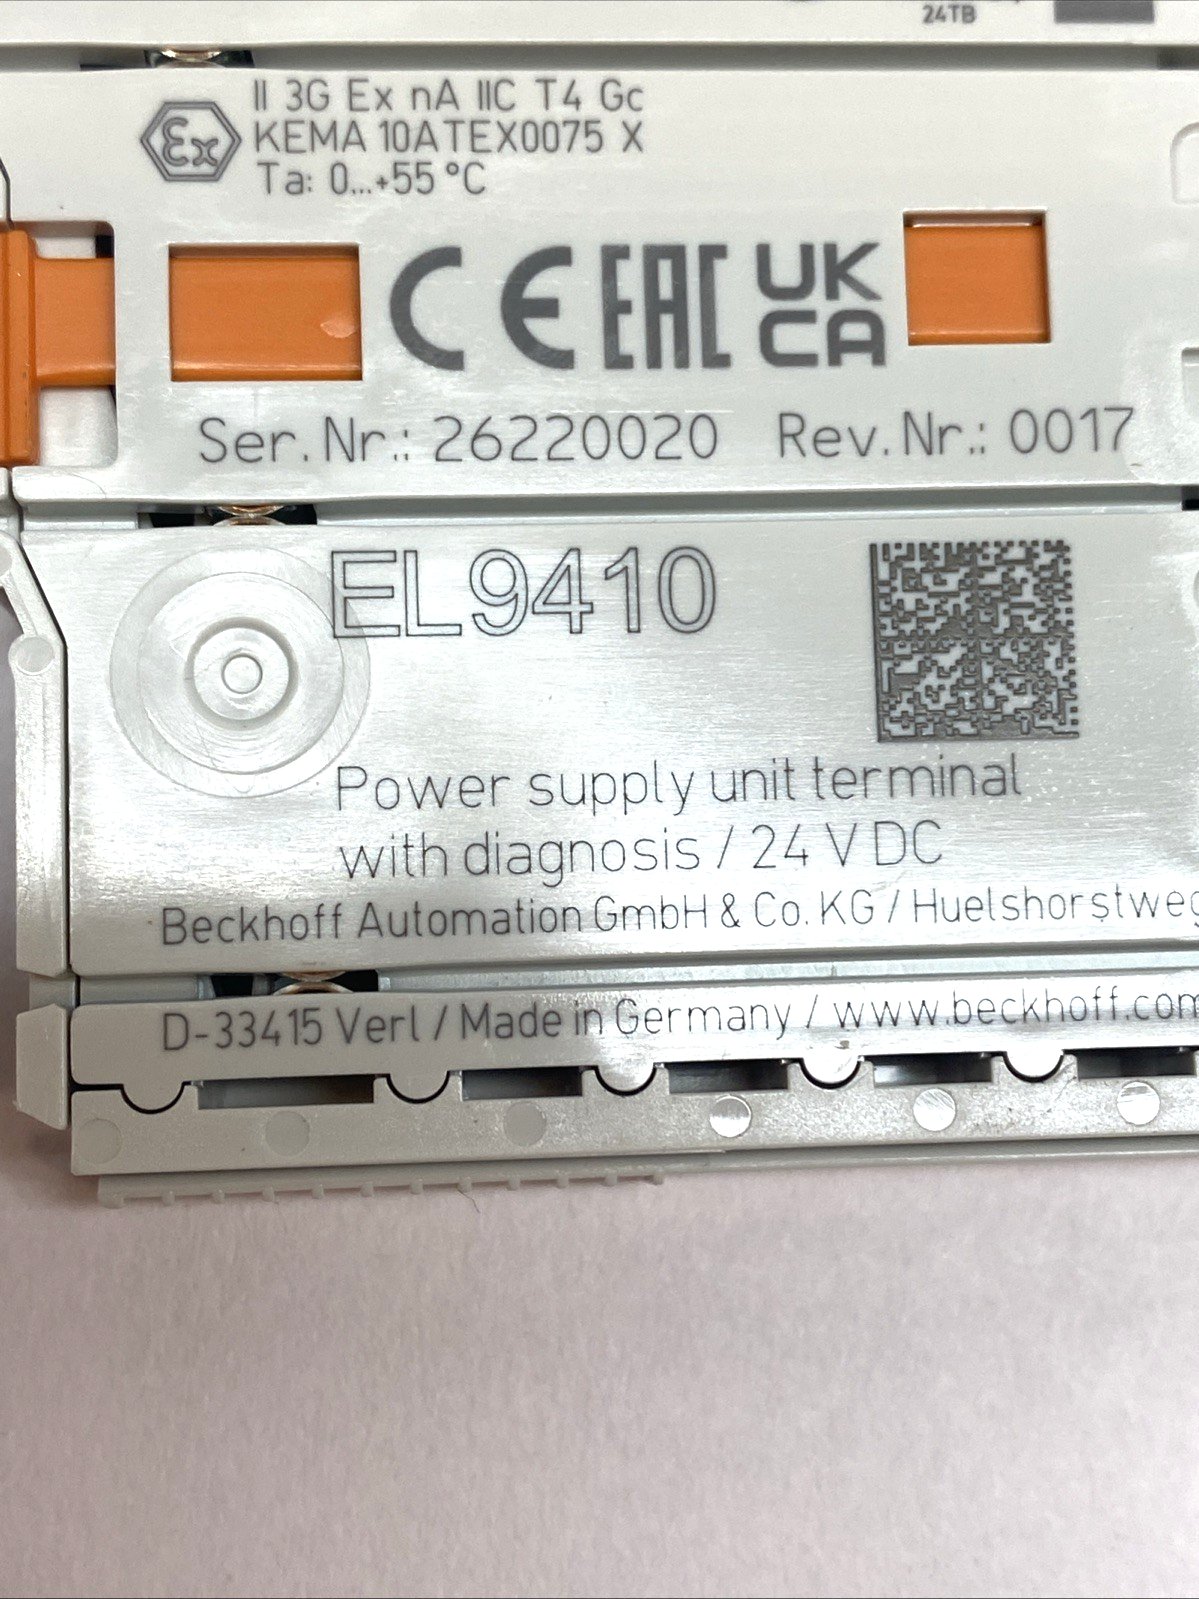 24TB
II 3G Ex nA IIC T4 Gc
Ex KEMA 10ATEX0075 X
Ta: 0...+55 °C
CE EAC UK CA
Ser.Nr.: 26220020 Rev.Nr.: 0017
EL9410
Power supply unit terminal
with diagnosis / 24 V DC
Beckhoff Automation GmbH & Co. KG / Huelshorstweg
D-33415 Verl / Made in Germany / www.beckhoff.com